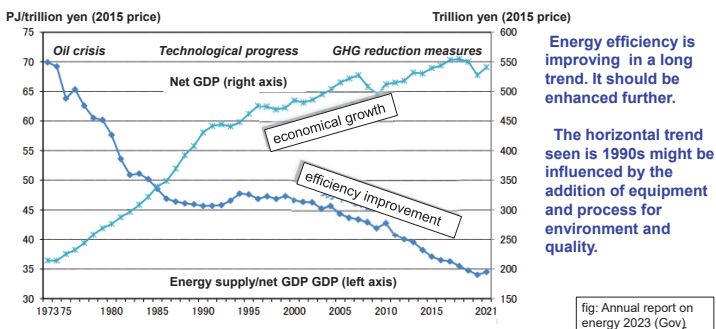 PJ/trillion yen (2015 price)
Trillion yen (2015 price)
75
70
65
60
55
50
45
40
35
30
600
550
500
450
400
350
300
250
200
150
Oil crisis
Technological progress
GHG reduction measures
Net GDP (right axis)
economical growth
efficiency improvement
Energy supply/net GDP GDP (left axis)
197375 1980 1985 1990 1995 2000 2005 2010 2015 2021
Energy efficiency is
improving in a long
trend. It should be
enhanced further.
The horizontal trend
seen is 1990s might be
influenced by the
addition of equipment
and process for
environment and
quality.
fig: Annual report on
energy 2023 (Gov)